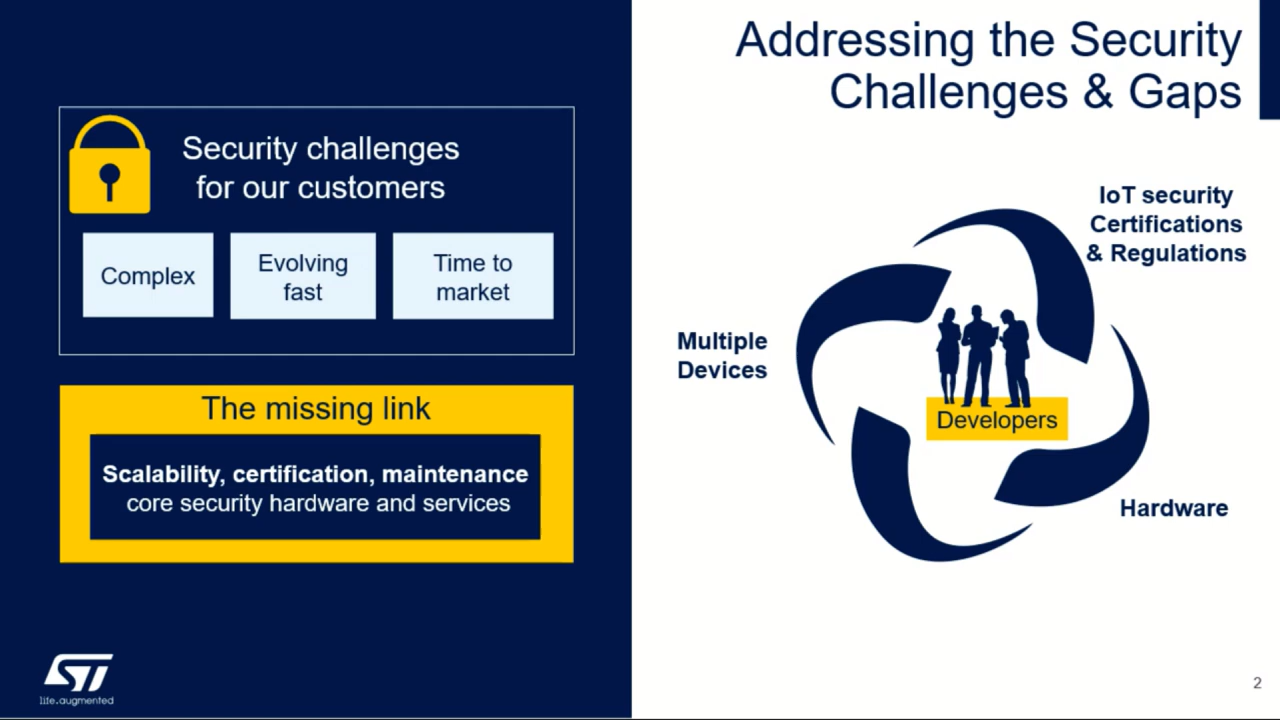 Addressing the Security
Challenges & Gaps
Security challenges
for our customers
Complex
Evolving
fast
Time to
market
The missing link
Scalability, certification, maintenance
core security hardware and services
IoT security
Certifications
& Regulations
Multiple
Devices
Developers
Hardware
ST
life.augmented
2